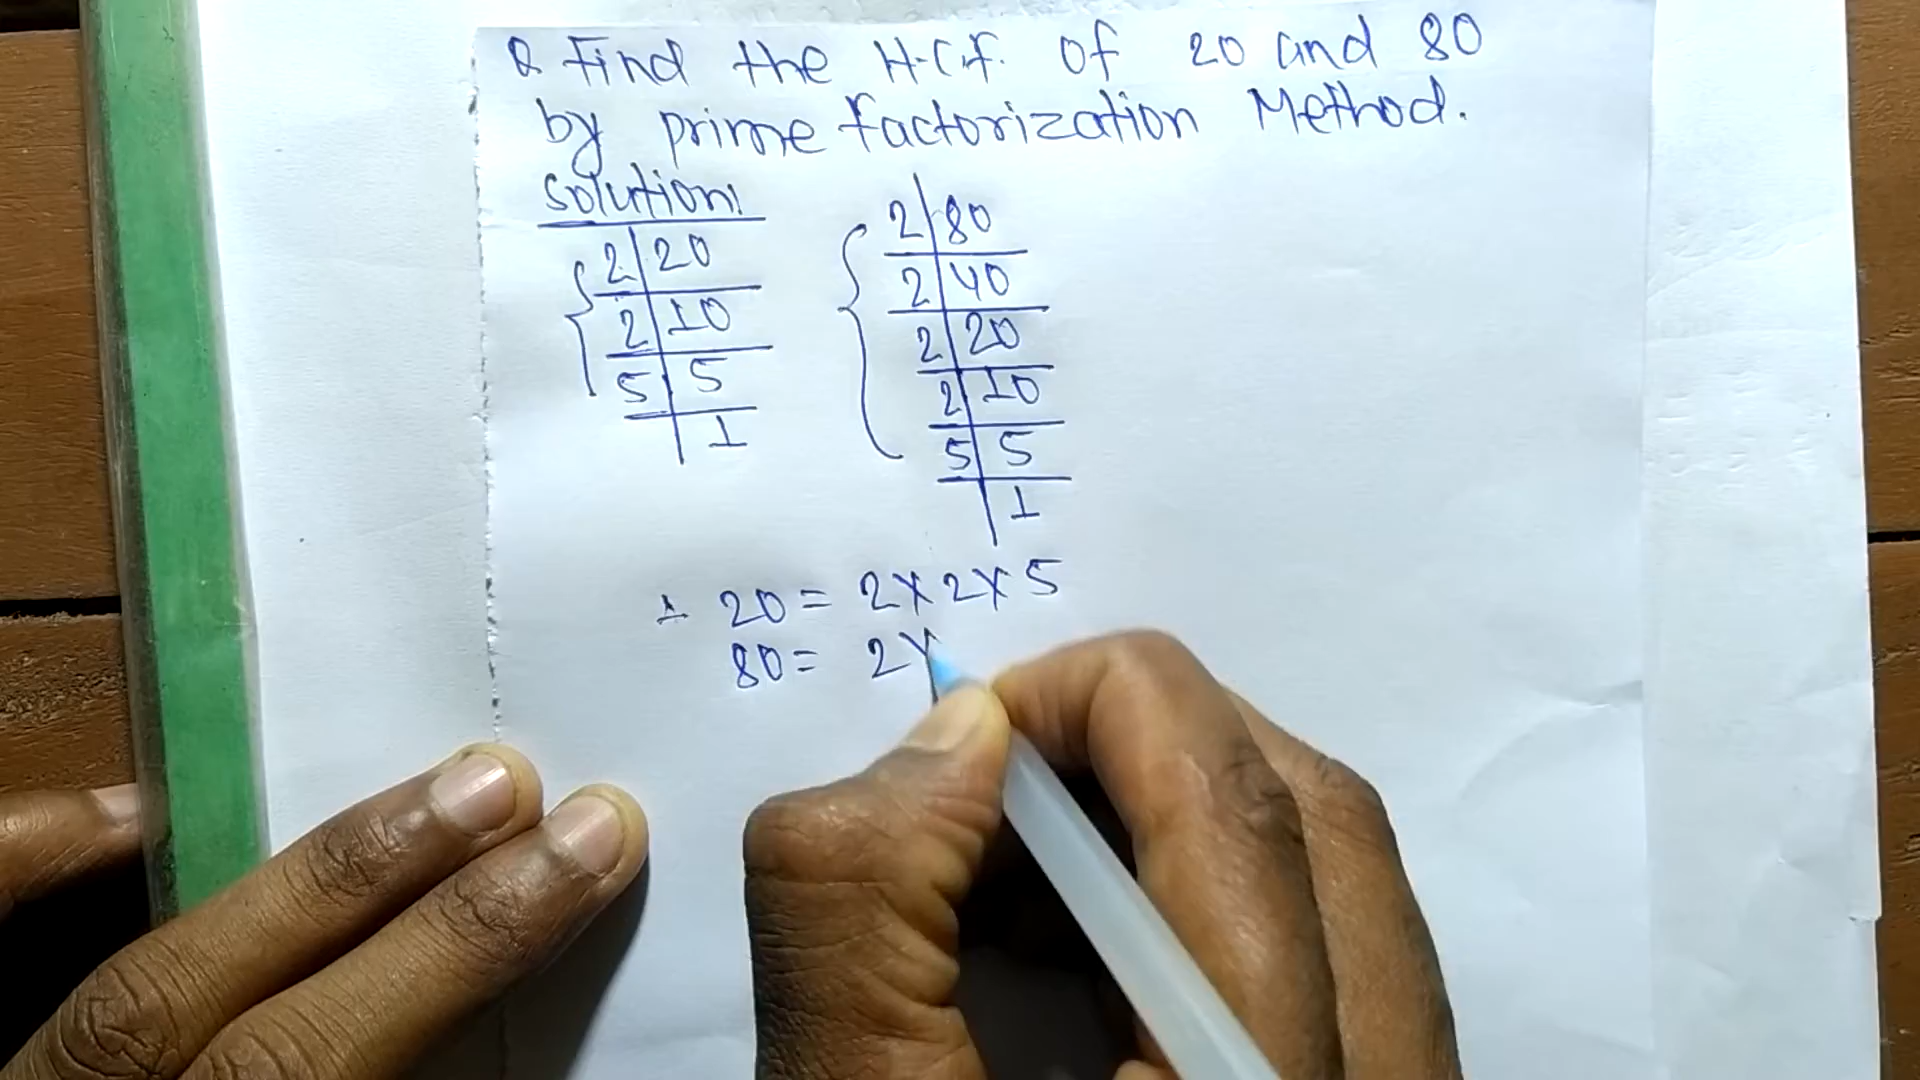 Q. Find the H.C.F. of 20 and 80
by prime factorization Method.
solution:
2 | 20
2 | 10
5 | 5
1
2 | 80
2 | 40
2 | 20
2 | 10
5 | 5
1
∴ 20 = 2 x 2 x 5
80 = 2 x